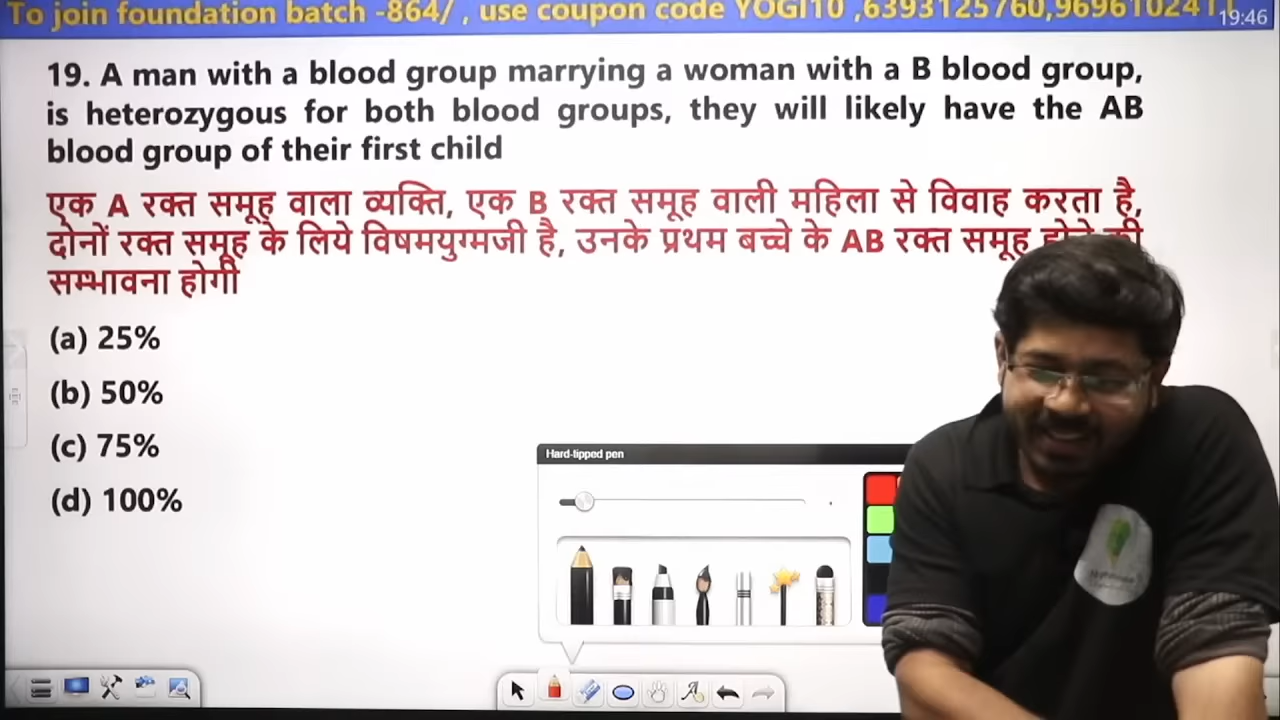 To join foundation batch -864/ , use coupon code YOGI10 ,6393125760,9696102411
19:46
19. A man with a blood group marrying a woman with a B blood group,
is heterozygous for both blood groups, they will likely have the AB
blood group of their first child
एक A रक्त समूह वाला व्यक्ति, एक B रक्त समूह वाली महिला से विवाह करता है,
दोनों रक्त समूह के लिये विषमयुग्मजी है, उनके प्रथम बच्चे के AB रक्त समूह होने की
सम्भावना होगी
(a) 25%
(b) 50%
(c) 75%
(d) 100%
Hard-tipped pen